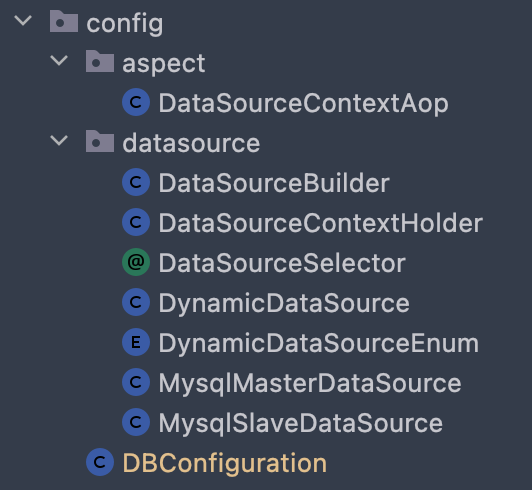 config
aspect
C DataSourceContextAop
datasource
C DataSourceBuilder
C DataSourceContextHolder
@ DataSourceSelector
C DynamicDataSource
E DynamicDataSourceEnum
C MysqlMasterDataSource
C MysqlSlaveDataSource
C DBConfiguration